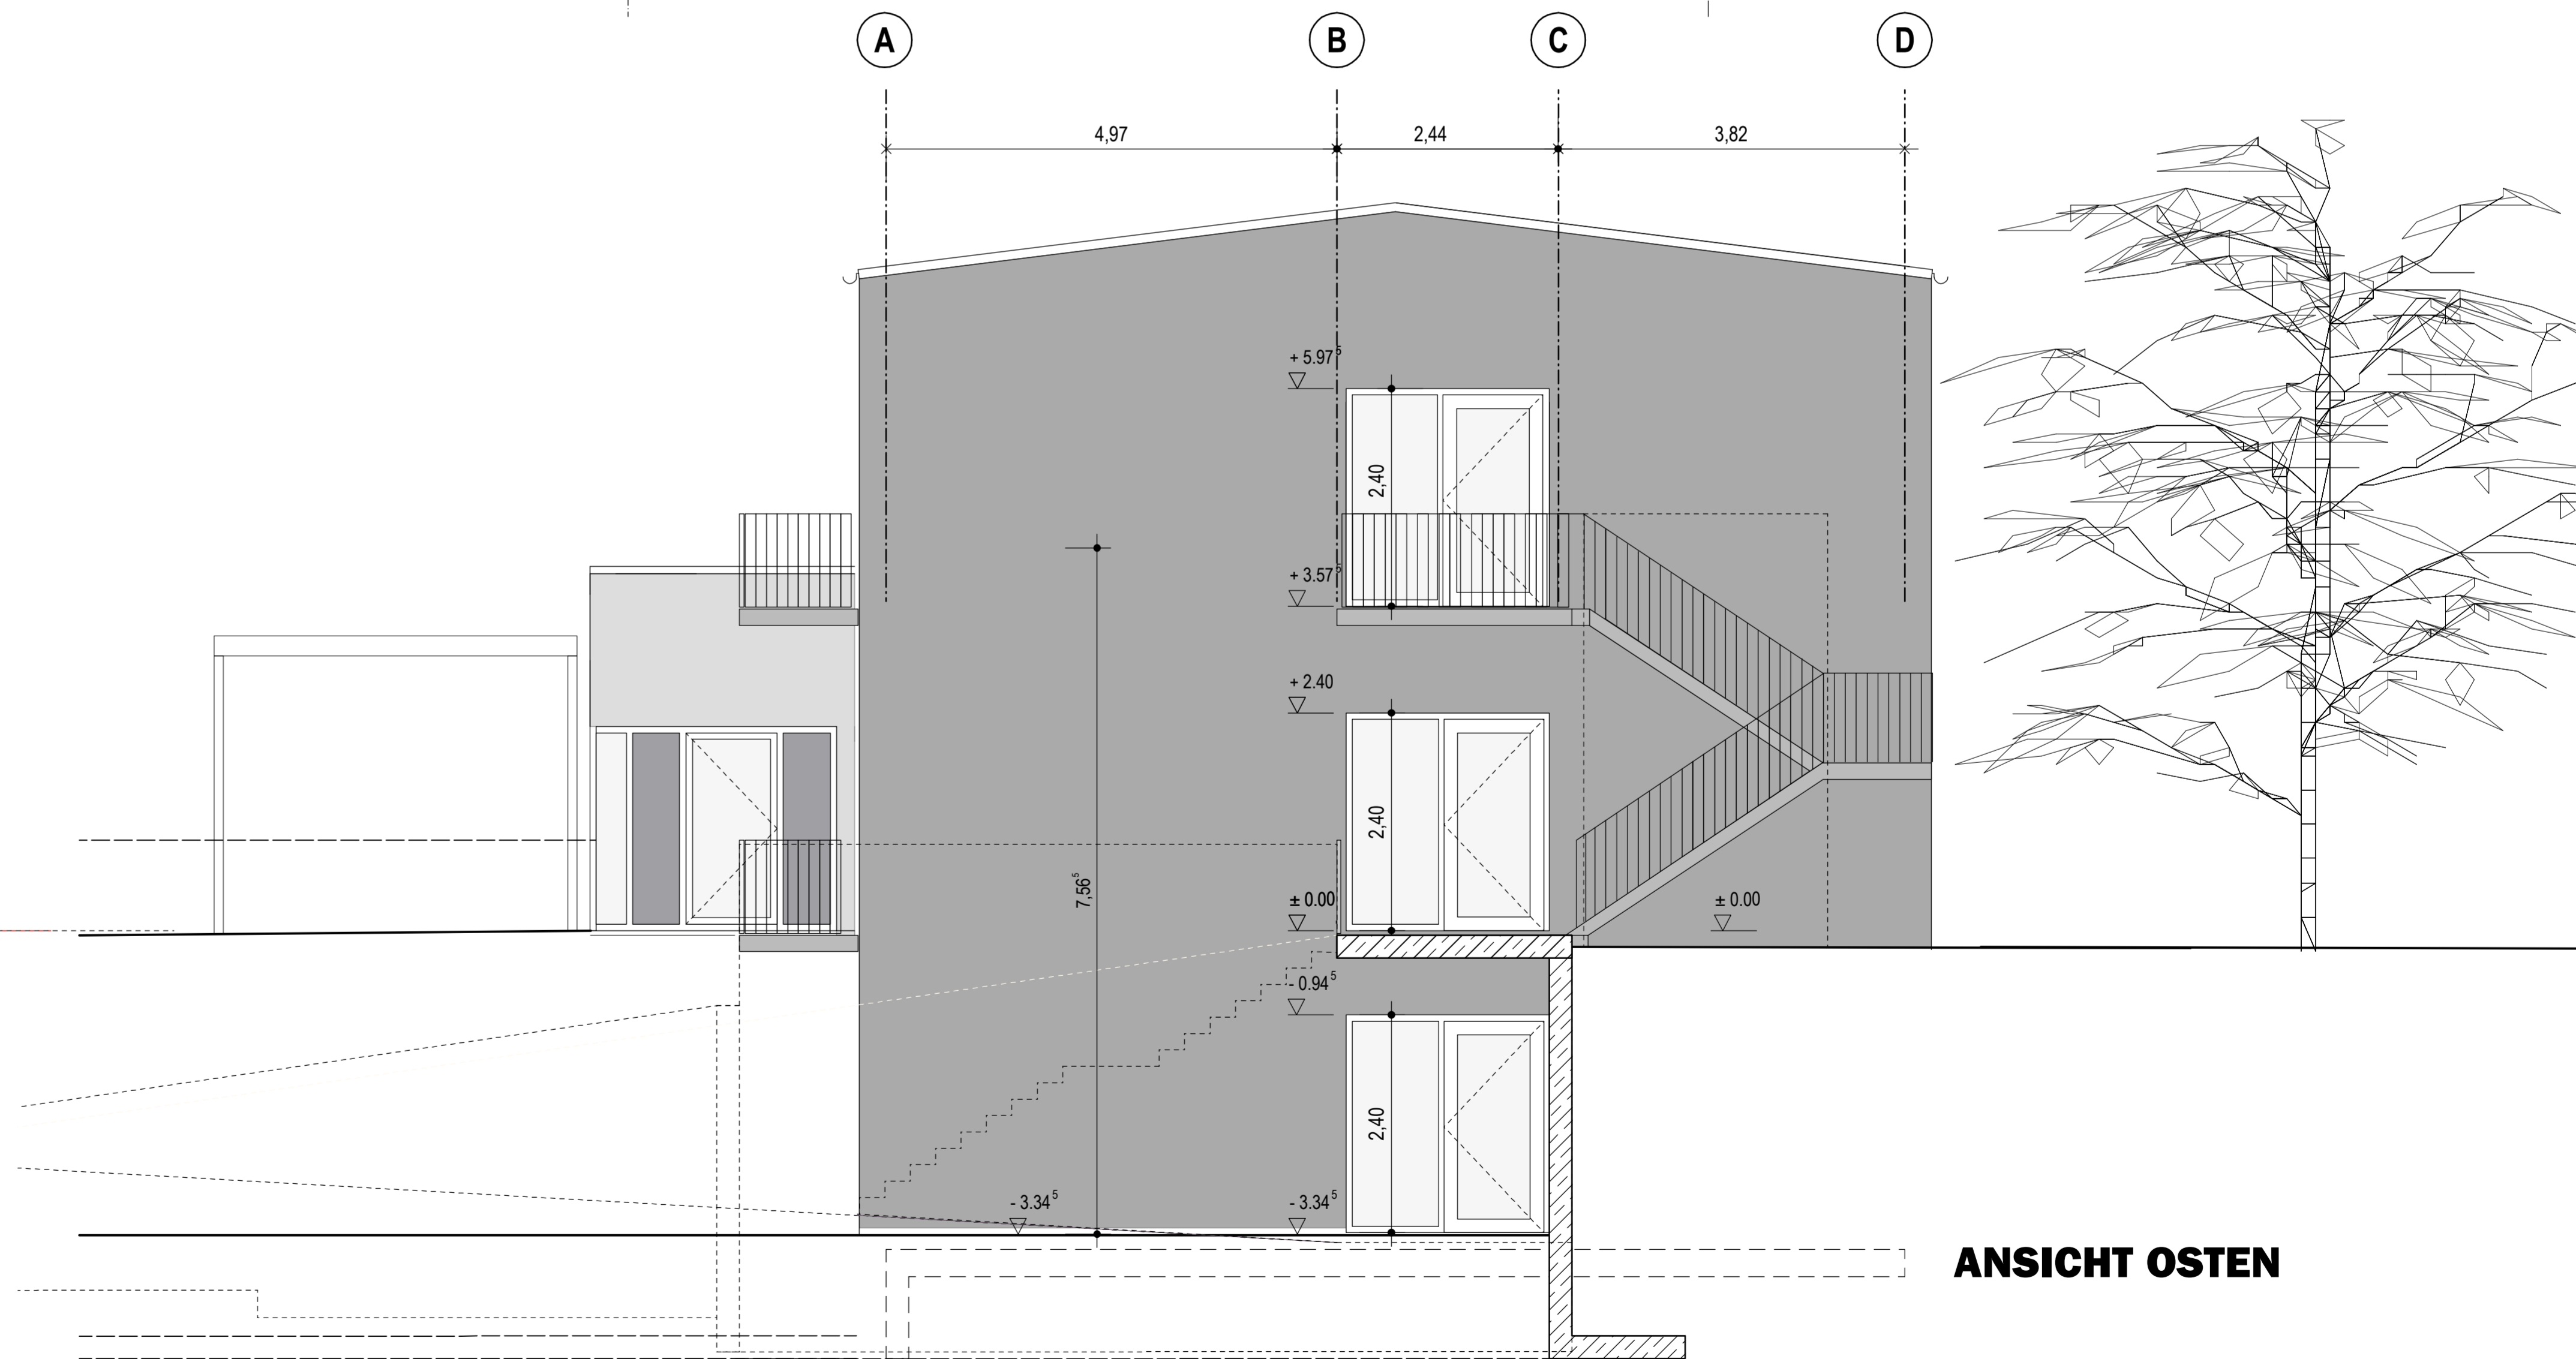 A B C D
4,97 2,44 3,82
+ 5.97⁵
2,40
+ 3.57⁵
+ 2.40
2,40
7,56⁵
± 0.00 ± 0.00
- 0.94⁵
2,40
- 3.34⁵ - 3.34⁵
ANSICHT OSTEN